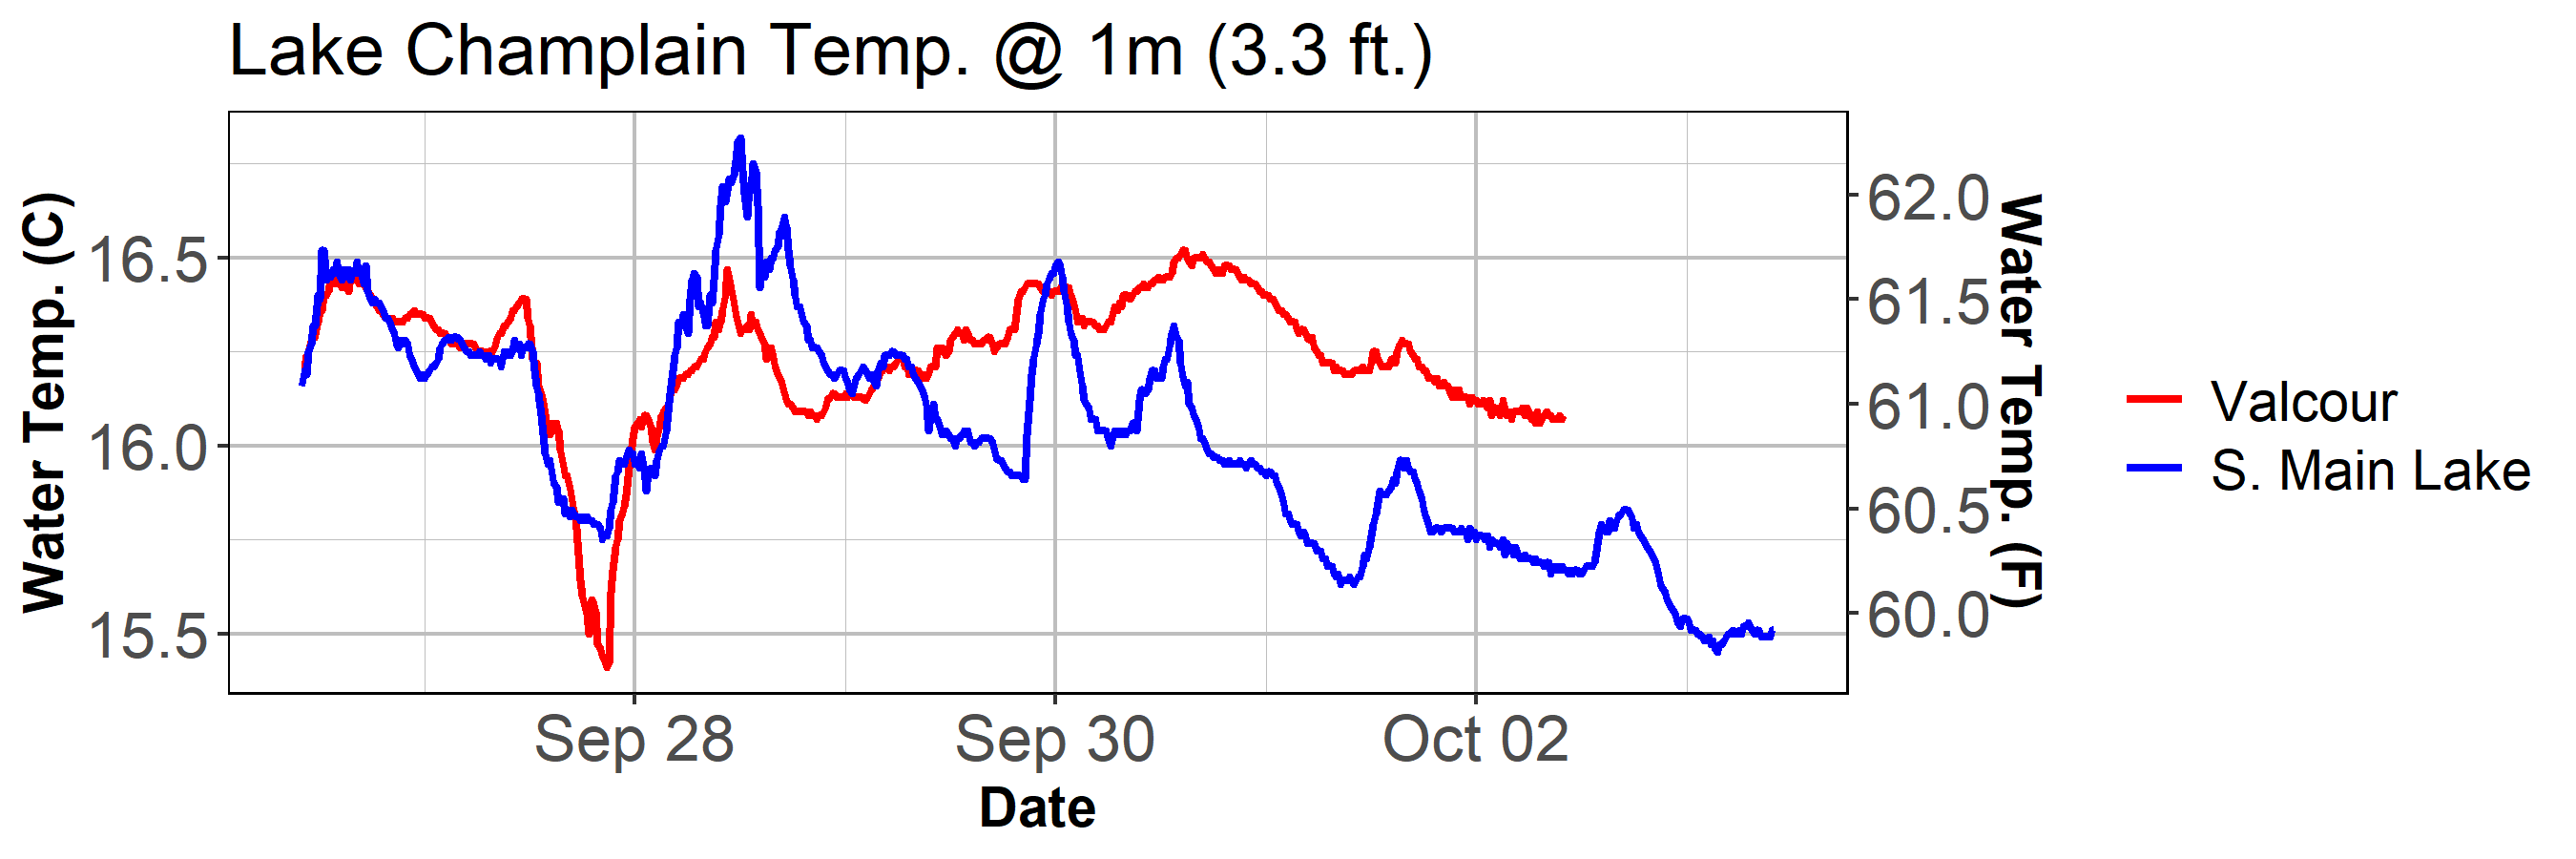 Lake Champlain Temp. @ 1m (3.3 ft.)
Water Temp. (C)
16.5
16.0
15.5
62.0
61.5
61.0
60.5
60.0
Water Temp. (F)
Sep 28
Sep 30
Oct 02
Date
Valcour
S. Main Lake